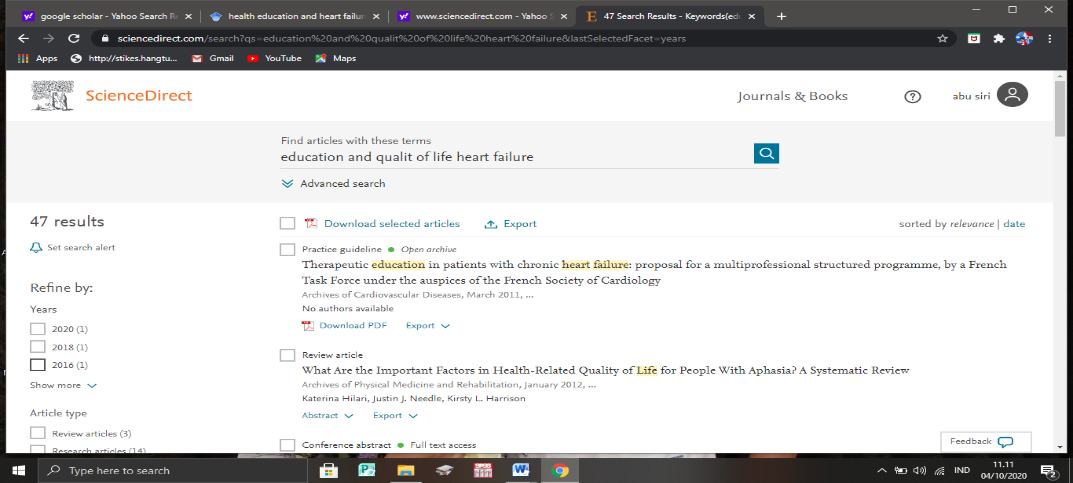 google scholar - Yahoo Search Re
health education and heart failur
www.sciencedirect.com - Yahoo S
47 Search Results - Keywords(ed
sciencedirect.com/search?qs=education%20and%20qualit%20of%20life%20heart%20failure&lastSelectedFacet=years
Apps http://stikes.hangtu... Gmail YouTube Maps
ScienceDirect
Journals & Books
abu siri
Find articles with these terms
education and qualit of life heart failure
Advanced search
47 results
Download selected articles Export
sorted by relevance | date
Set search alert
Practice guideline Open archive
Therapeutic education in patients with chronic heart failure: proposal for a multiprofessional structured programme, by a French
Task Force under the auspices of the French Society of Cardiology
Archives of Cardiovascular Diseases, March 2011, ...
No authors available
Download PDF Export
Refine by:
Years
2020 (1)
2018 (1)
2016 (1)
Show more
Review article
What Are the Important Factors in Health-Related Quality of Life for People With Aphasia? A Systematic Review
Archives of Physical Medicine and Rehabilitation, January 2012, ...
Katerina Hilari, Justin J. Needle, Kirsty L. Harrison
Abstract Export
Article type
Review articles (3)
Research articles (14)
Conference abstract Full text access
Feedback
Type here to search
IND
11.11
04/10/2020
2